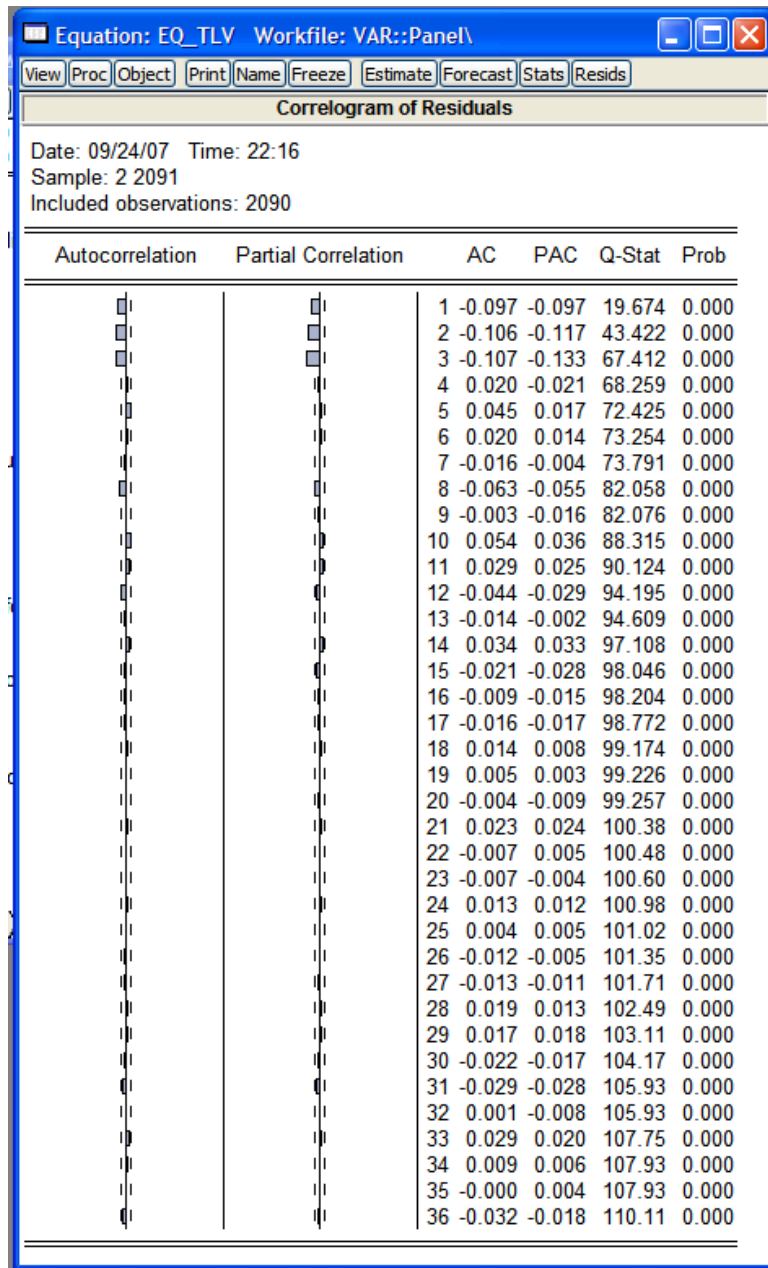 Equation: EQ_TLV Workfile: VAR::Panel\
View Proc Object Print Name Freeze Estimate Forecast Stats Resids
Correlogram of Residuals
Date: 09/24/07 Time: 22:16
Sample: 2 2091
Included observations: 2090
Autocorrelation Partial Correlation AC PAC Q-Stat Prob
1 -0.097 -0.097 19.674 0.000
2 -0.106 -0.117 43.422 0.000
3 -0.107 -0.133 67.412 0.000
4 0.020 -0.021 68.259 0.000
5 0.045 0.017 72.425 0.000
6 0.020 0.014 73.254 0.000
7 -0.016 -0.004 73.791 0.000
8 -0.063 -0.055 82.058 0.000
9 -0.003 -0.016 82.076 0.000
10 0.054 0.036 88.315 0.000
11 0.029 0.025 90.124 0.000
12 -0.044 -0.029 94.195 0.000
13 -0.014 -0.002 94.609 0.000
14 0.034 0.033 97.108 0.000
15 -0.021 -0.028 98.046 0.000
16 -0.009 -0.015 98.204 0.000
17 -0.016 -0.017 98.772 0.000
18 0.014 0.008 99.174 0.000
19 0.005 0.003 99.226 0.000
20 -0.004 -0.009 99.257 0.000
21 0.023 0.024 100.38 0.000
22 -0.007 0.005 100.48 0.000
23 -0.007 -0.004 100.60 0.000
24 0.013 0.012 100.98 0.000
25 0.004 0.005 101.02 0.000
26 -0.012 -0.005 101.35 0.000
27 -0.013 -0.011 101.71 0.000
28 0.019 0.013 102.49 0.000
29 0.017 0.018 103.11 0.000
30 -0.022 -0.017 104.17 0.000
31 -0.029 -0.028 105.93 0.000
32 0.001 -0.008 105.93 0.000
33 0.029 0.020 107.75 0.000
34 0.009 0.006 107.93 0.000
35 -0.000 0.004 107.93 0.000
36 -0.032 -0.018 110.11 0.000